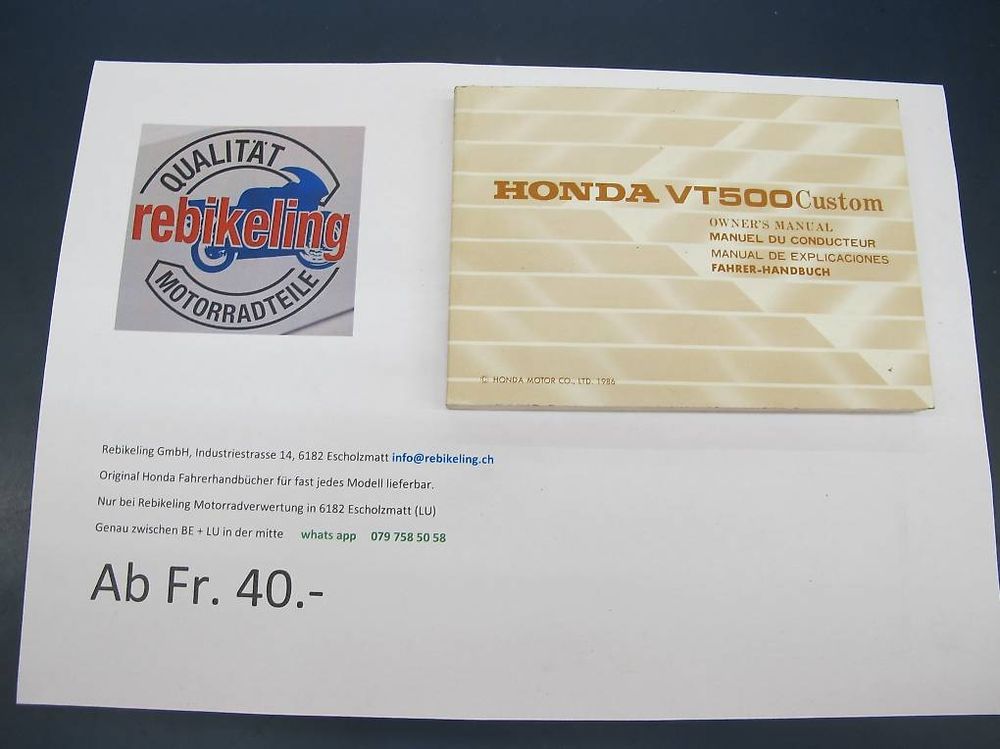 QUALITÄT
rebikeling
MOTORRADTEILE
HONDA VT500 Custom
OWNER'S MANUAL
MANUEL DU CONDUCTEUR
MANUAL DE EXPLICACIONES
FAHRER-HANDBUCH
© HONDA MOTOR CO., LTD. 1986
Rebikeling GmbH, Industriestrasse 14, 6182 Escholzmatt info@rebikeling.ch
Original Honda Fahrerhandbücher für fast jedes Modell lieferbar.
Nur bei Rebikeling Motorradverwertung in 6182 Escholzmatt (LU)
Genau zwischen BE + LU in der mitte whats app 079 758 50 58
Ab Fr. 40.-